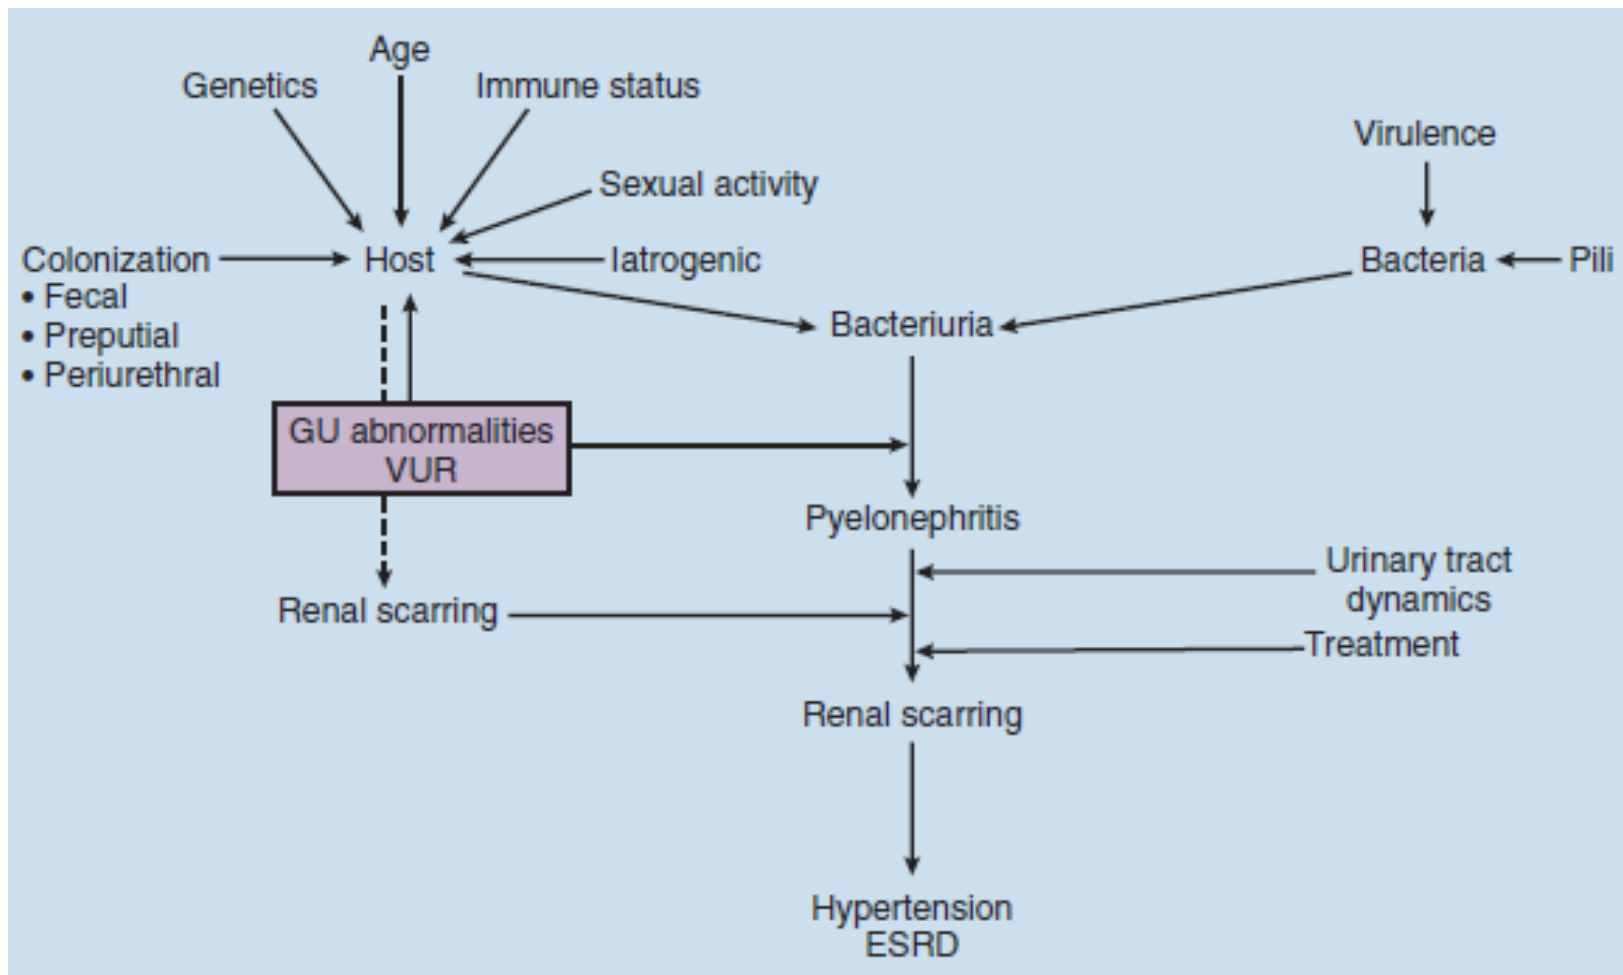 Age
Genetics
Immune status
Virulence
Sexual activity
Colonization
• Fecal
• Preputial
• Periurethral
Host
Iatrogenic
Bacteria
Pili
Bacteriuria
GU abnormalities
VUR
Pyelonephritis
Urinary tract
dynamics
Renal scarring
Treatment
Renal scarring
Hypertension
ESRD